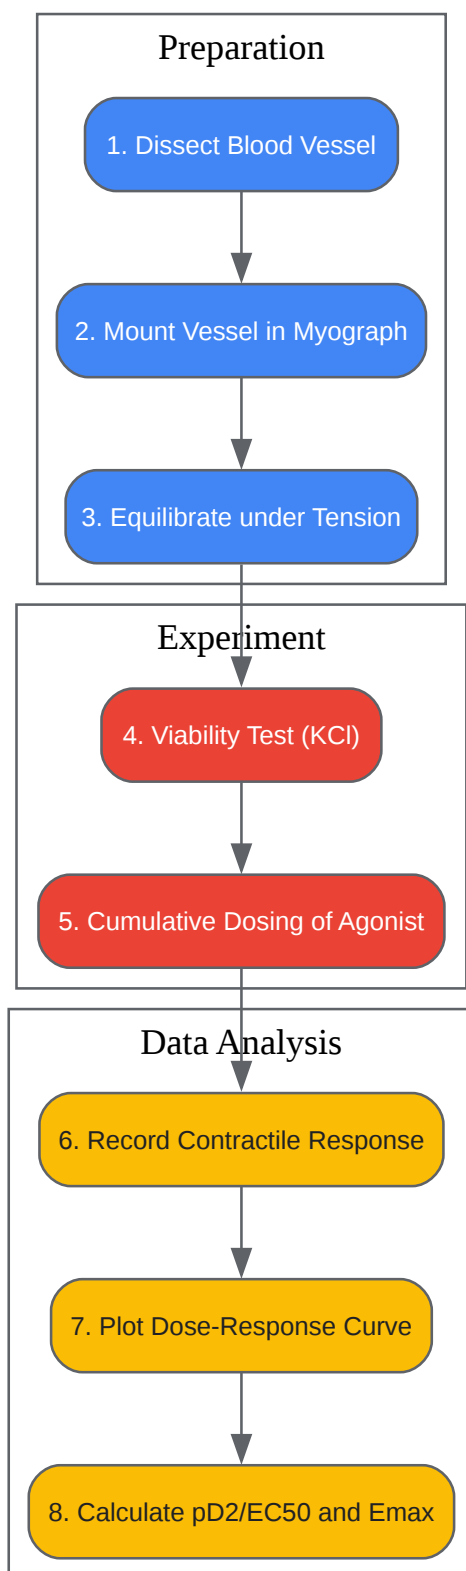 Preparation
1. Dissect Blood Vessel
2. Mount Vessel in Myograph
3. Equilibrate under Tension
Experiment
4. Viability Test (KCl)
5. Cumulative Dosing of Agonist
Data Analysis
6. Record Contractile Response
7. Plot Dose-Response Curve
8. Calculate pD2/EC50 and Emax